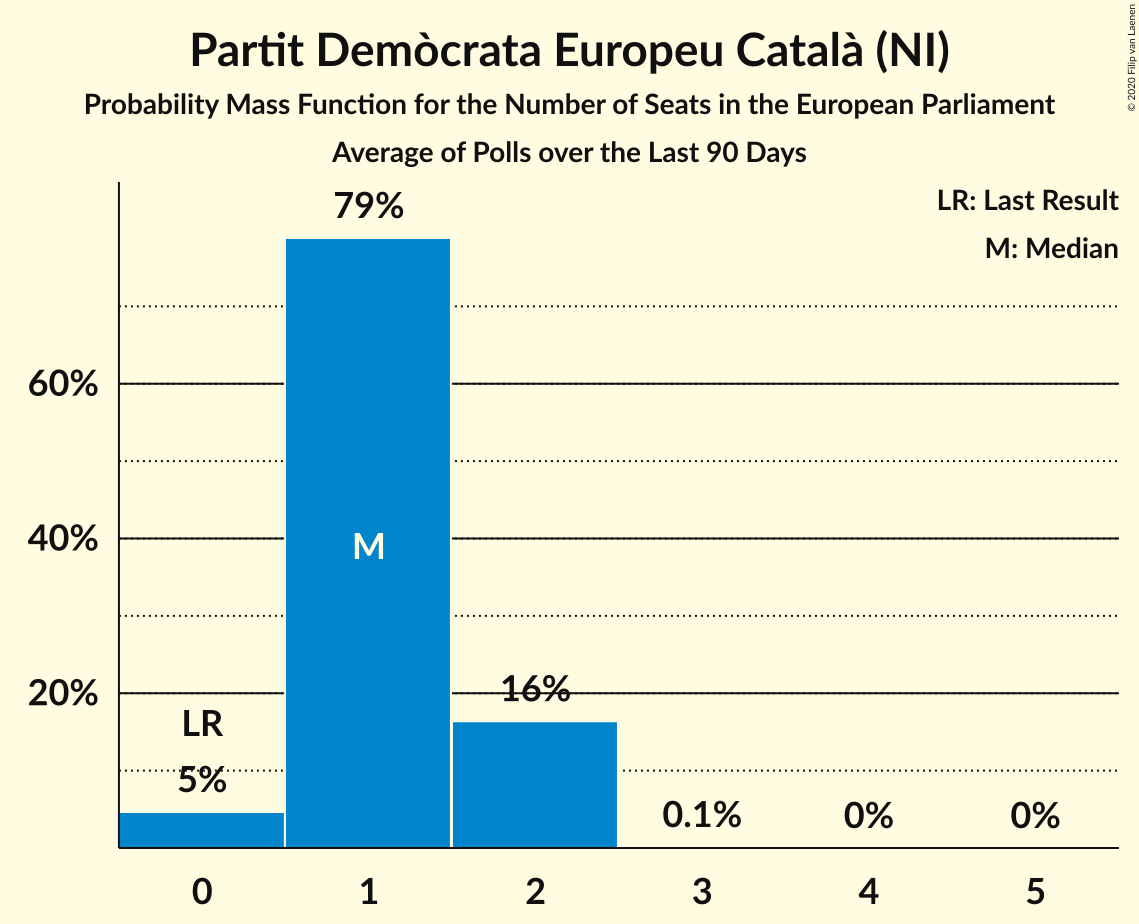 Partit Demòcrata Europeu Català (NI)
Probability Mass Function for the Number of Seats in the European Parliament
Average of Polls over the Last 90 Days
© 2020 Filip van Laenen
LR: Last Result
M: Median
79%
60%
40%
M
20%
16%
LR
5%
0.1%
0%
0%
0
1
2
3
4
5